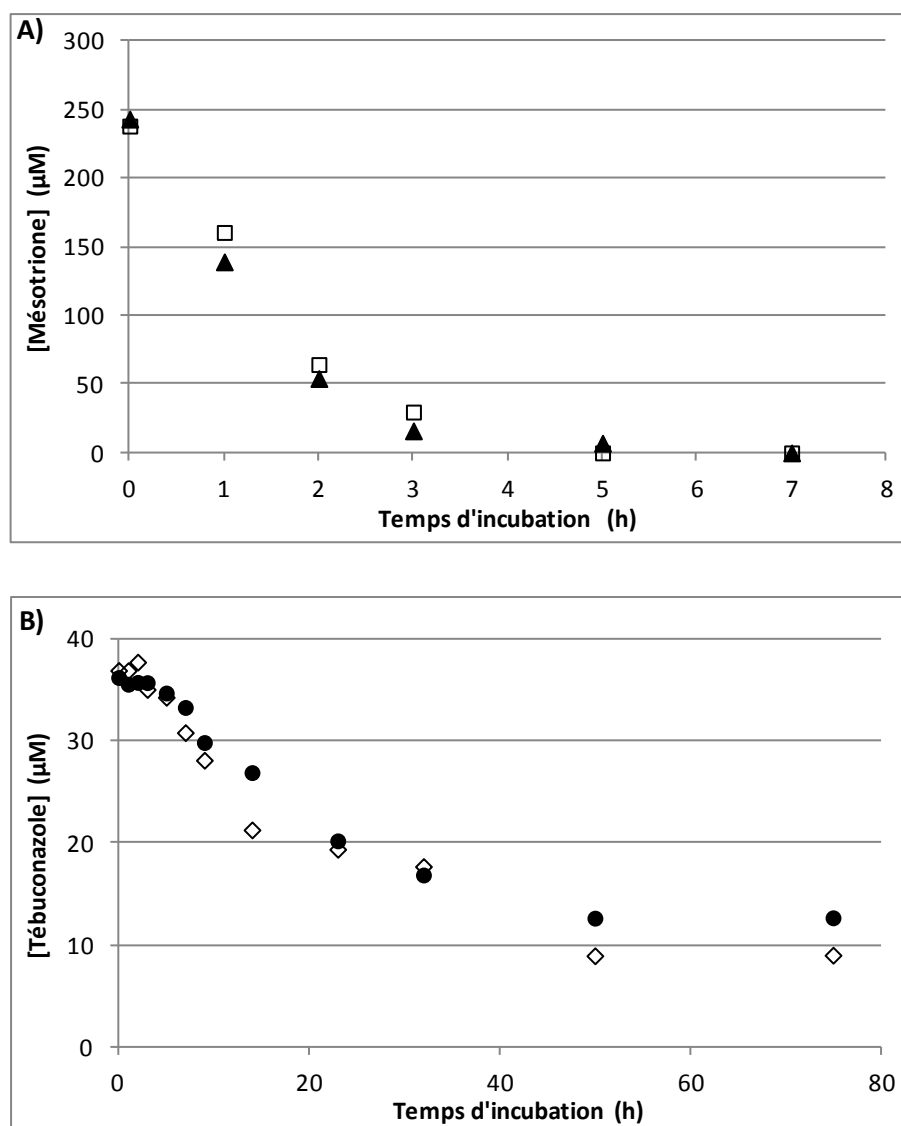 A)
300
250
200
150
100
50
0
[Mésotrione] (µM)
0 1 2 3 4 5 6 7 8
Temps d'incubation (h)
B)
40
30
20
10
0
[Tébuconazole] (µM)
0 20 40 60 80
Temps d'incubation (h)